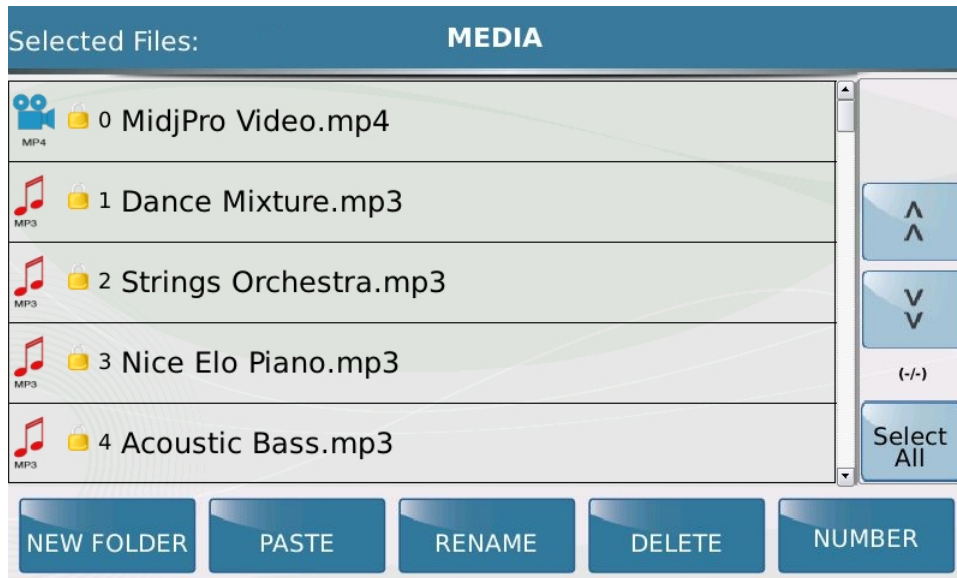 Selected Files:
MEDIA
MP4
0 MidjPro Video.mp4
MP3
1 Dance Mixture.mp3
MP3
2 Strings Orchestra.mp3
MP3
3 Nice Elo Piano.mp3
MP3
4 Acoustic Bass.mp3
(-/-)
Select
All
NEW FOLDER
PASTE
RENAME
DELETE
NUMBER